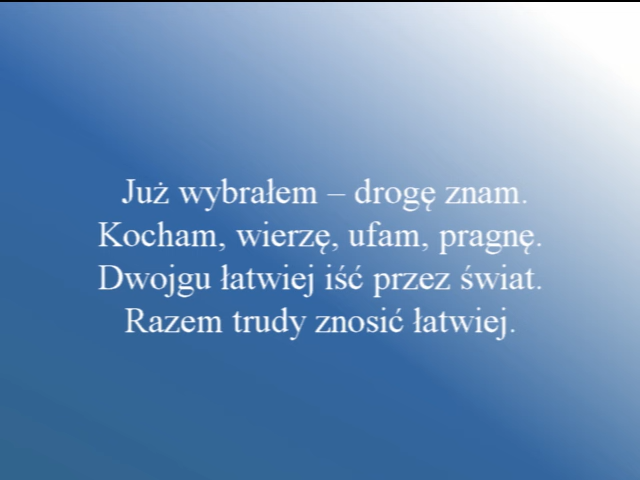 Już wybrałem – drogę znam.
Kocham, wierzę, ufam, pragnę.
Dwojgu łatwiej iść przez świat.
Razem trudy znosić łatwiej.